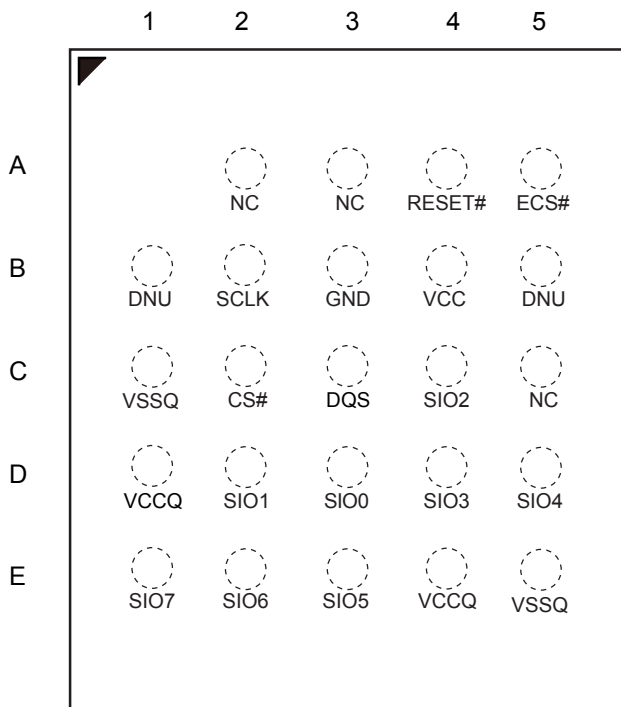 1 2 3 4 5
A
NC NC RESET# ECS#
B
DNU SCLK GND VCC DNU
C
VSSQ CS# DQS SIO2 NC
D
VCCQ SIO1 SIO0 SIO3 SIO4
E
SIO7 SIO6 SIO5 VCCQ VSSQ